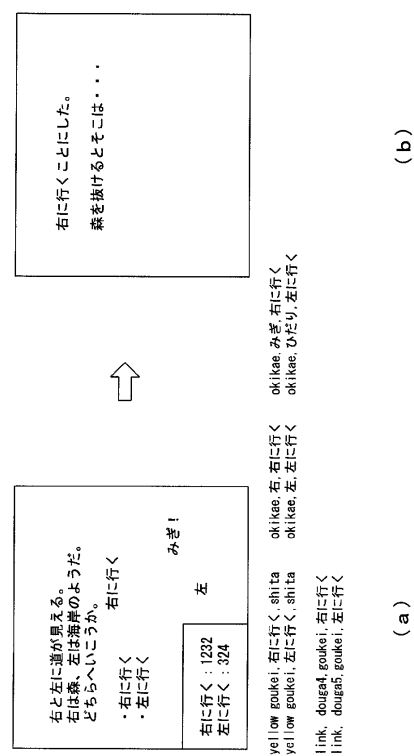 右と左に道が見える。
右は森、左は海岸のようだ。
どちらへいこうか。
・右に行く
・左に行く
右に行く
みぎ！
左
右に行く：1232
左に行く：324
yellow goukei,右に行く,shita
yellow goukei,左に行く,shita
okikae,右,右に行く
okikae,左,左に行く
okikae,みぎ,右に行く
okikae,ひだり,左に行く
link, douga4,goukei,右に行く
link, douga5,goukei,左に行く
(a)
右に行くことにした。
森を抜けるとそこは・・・
(b)